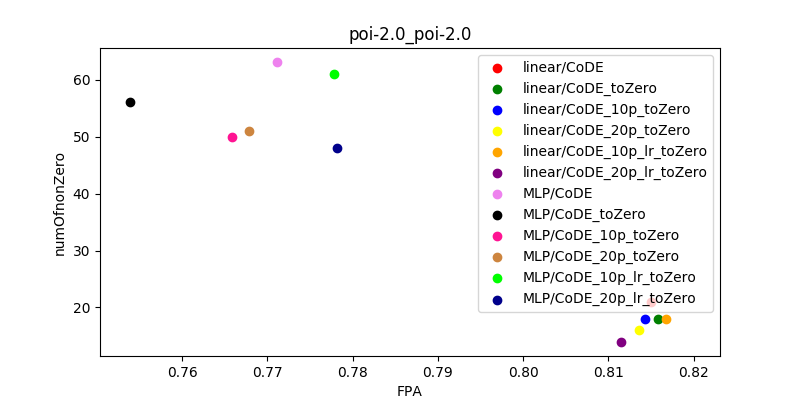 poi-2.0_poi-2.0
numOfnonZero
60
50
40
30
20
linear/CoDE
linear/CoDE_toZero
linear/CoDE_10p_toZero
linear/CoDE_20p_toZero
linear/CoDE_10p_lr_toZero
linear/CoDE_20p_lr_toZero
MLP/CoDE
MLP/CoDE_toZero
MLP/CoDE_10p_toZero
MLP/CoDE_20p_toZero
MLP/CoDE_10p_lr_toZero
MLP/CoDE_20p_lr_toZero
0.76 0.77 0.78 0.79 0.80 0.81 0.82
FPA